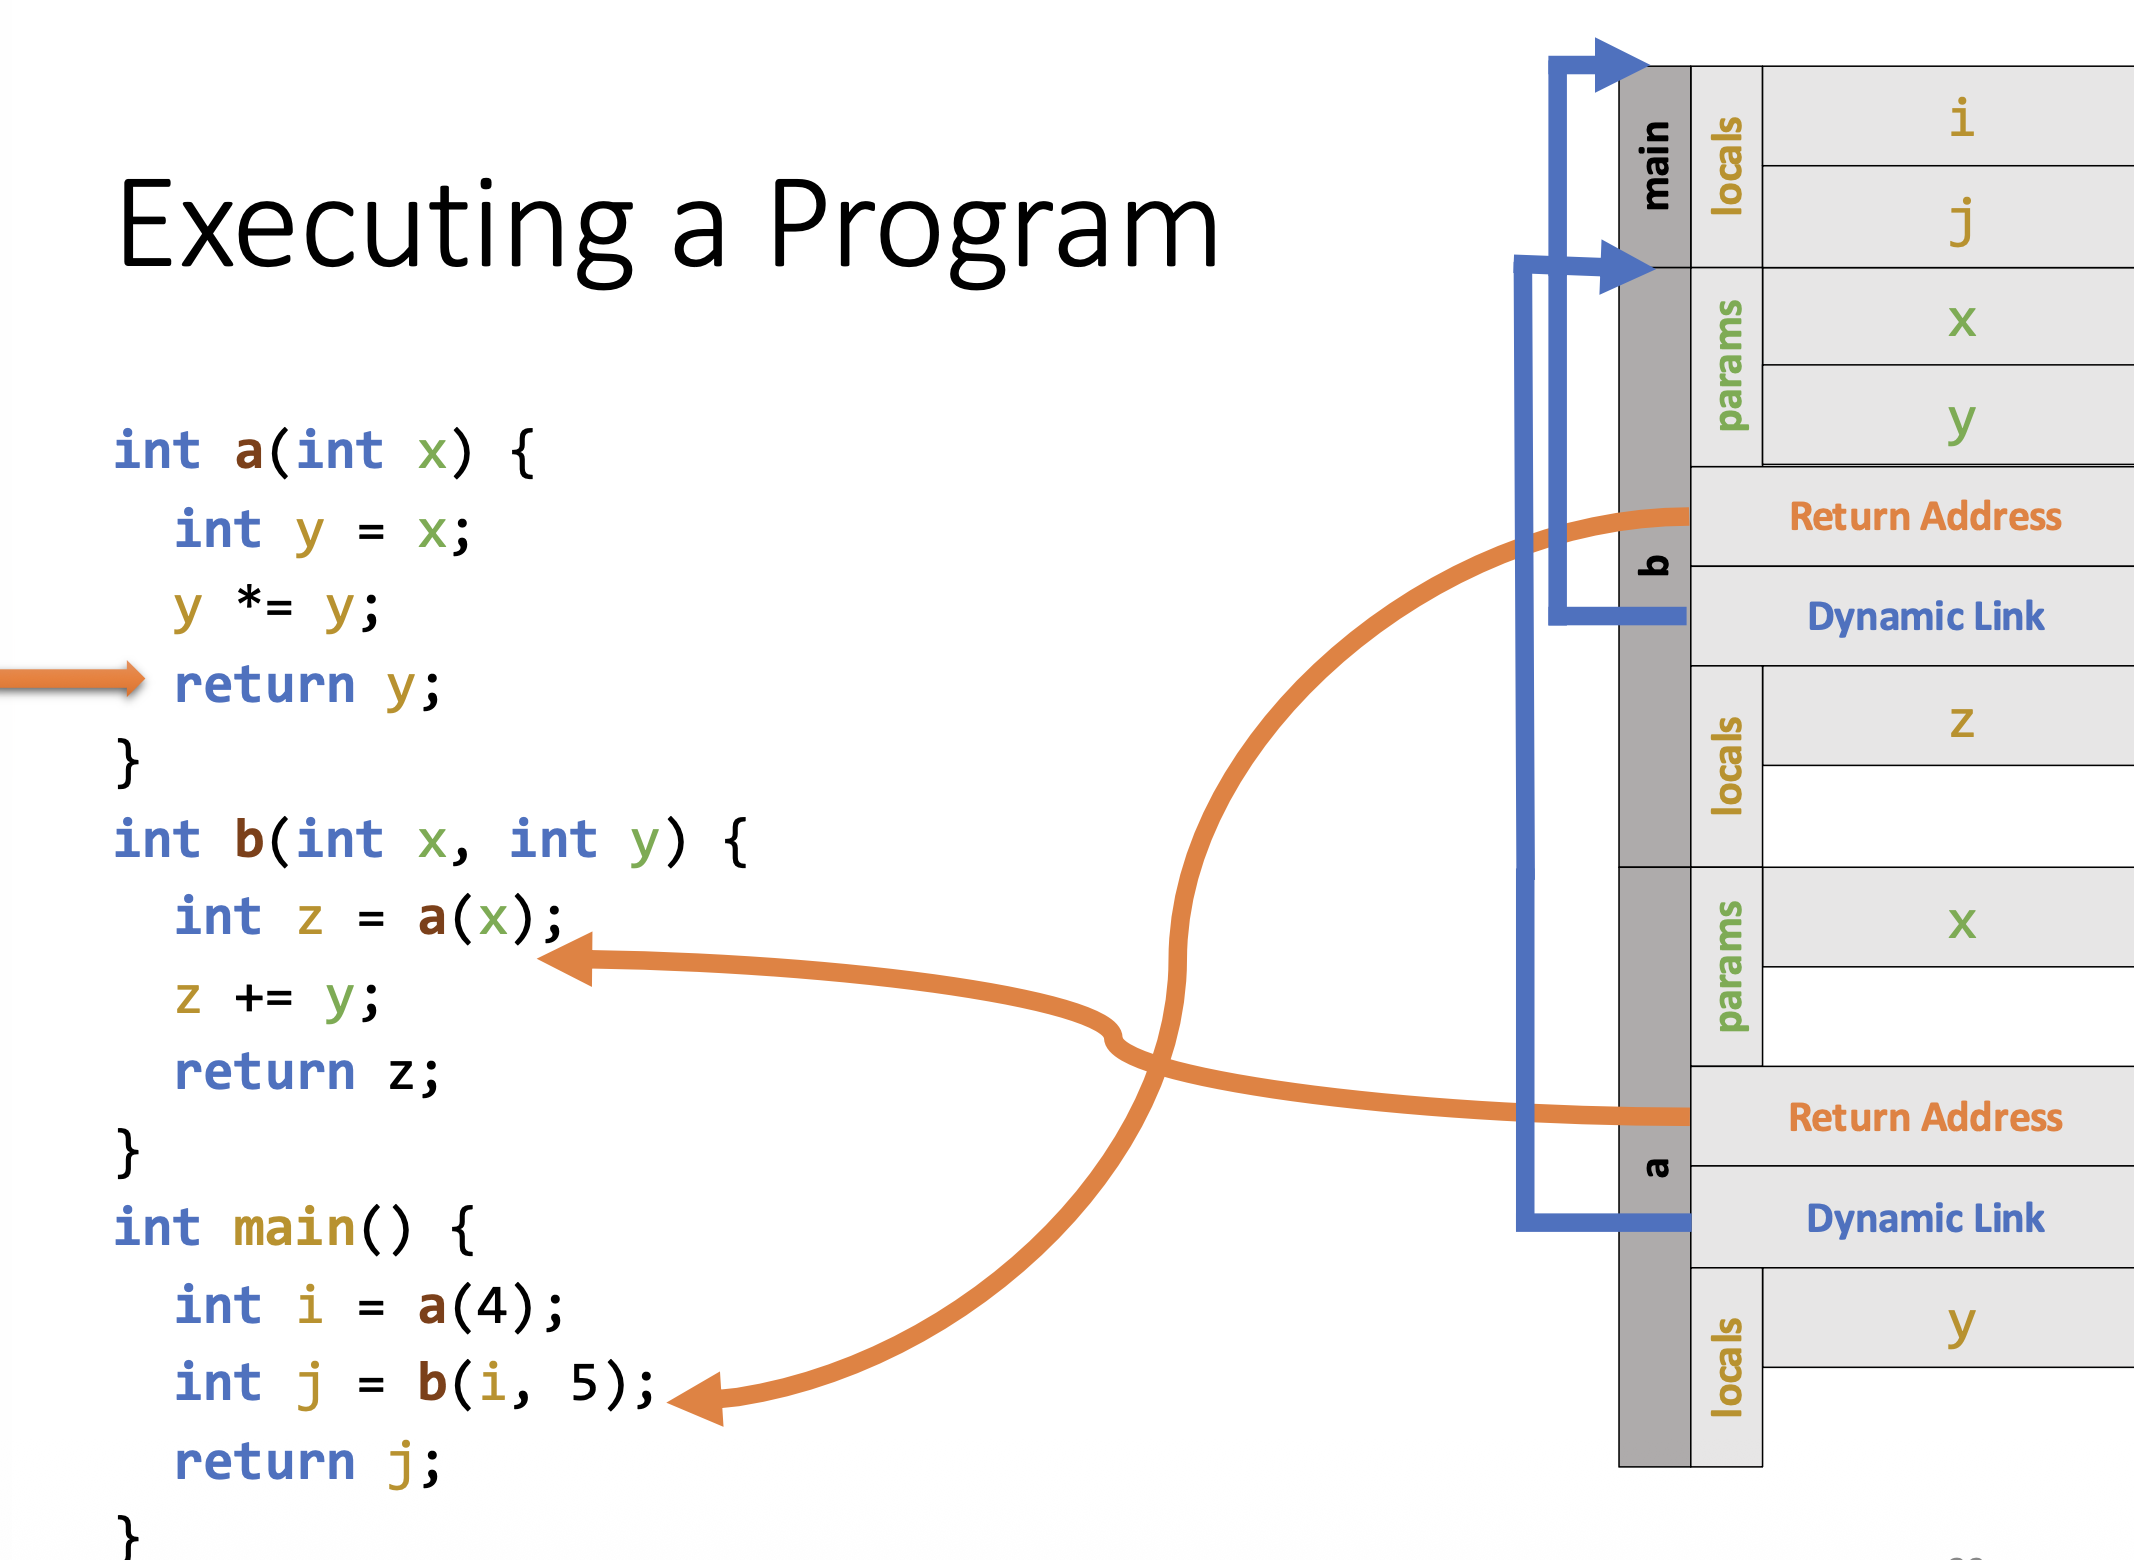 Executing a Program
int a(int x) {
int y = x;
y *= y;
return y;
}
int b(int x, int y) {
int z = a(x);
z += y;
return z;
}
int main() {
int i = a(4);
int j = b(i, 5);
return j;
}
main
locals
i
j
b
params
x
y
Return Address
Dynamic Link
locals
z
a
params
x
Return Address
Dynamic Link
locals
y